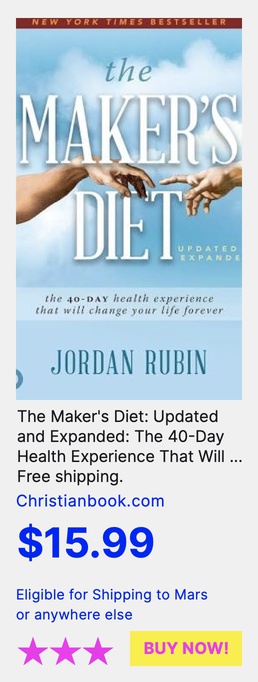 NEW YORK TIMES BESTSELLER
the
MAKER'S
DIET
UPDATED
EXPANDE
the 40-DAY health experience
that will change your life forever
JORDAN RUBIN
The Maker's Diet: Updated
and Expanded: The 40-Day
Health Experience That Will ...
Free shipping.
Christianbook.com
$15.99
Eligible for Shipping to Mars
or anywhere else
BUY NOW!